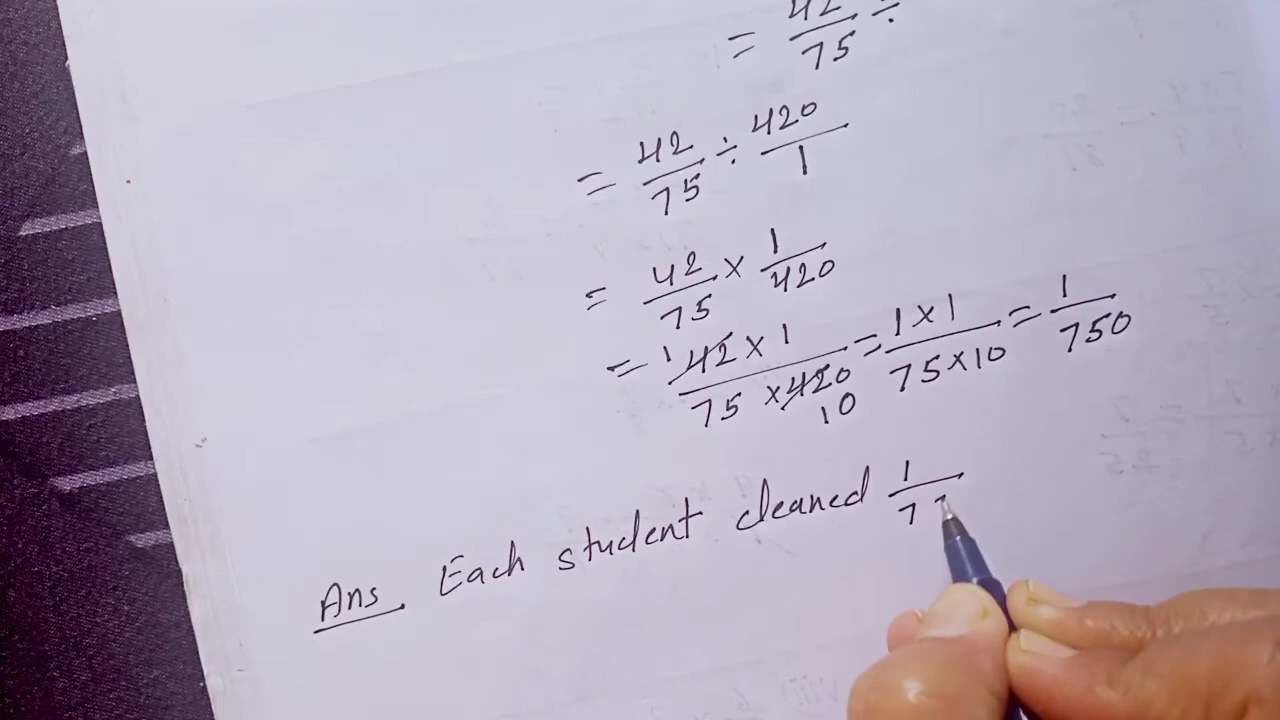 = 42/75 ÷
= 42/75 ÷ 420/1
= 42/75 × 1/420
= 42 × 1/75 × 420 = 1 × 1/75 × 10 = 1/750
1
10
Ans. Each student cleaned 1/7